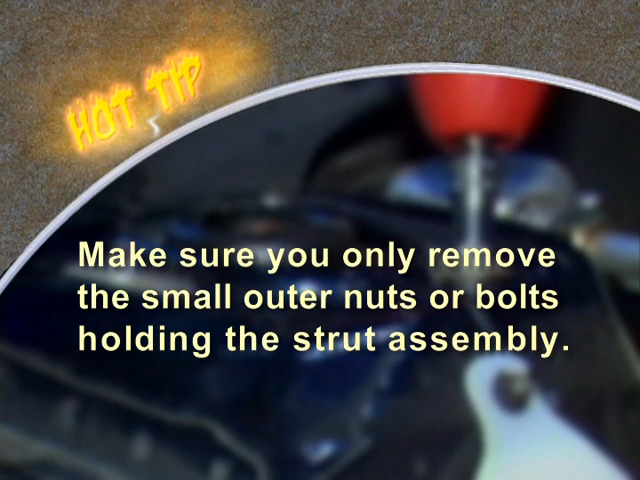 HOT TIP
Make sure you only remove
the small outer nuts or bolts
holding the strut assembly.